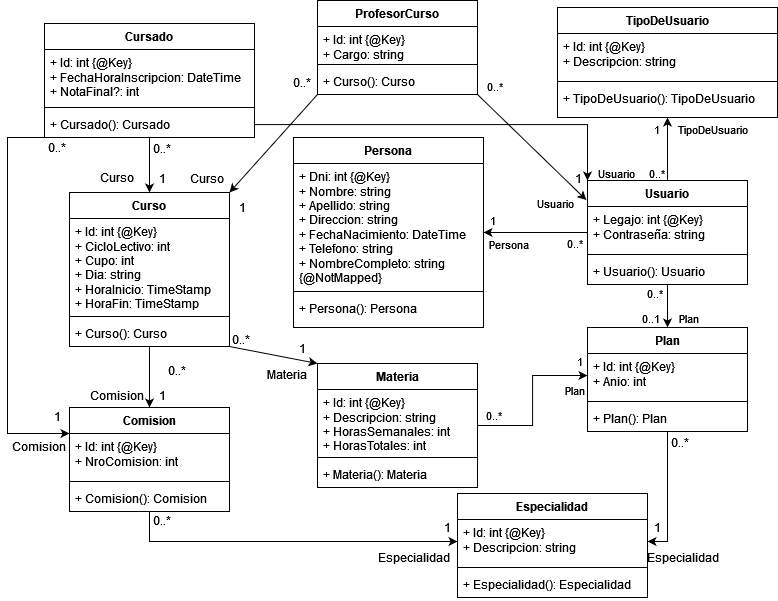 Cursado
+ Id: int {@Key}
+ FechaHoraInscripcion: DateTime
+ NotaFinal?: int
+ Cursado(): Cursado
ProfesorCurso
+ Id: int {@Key}
+ Cargo: string
+ Curso(): Curso
TipoDeUsuario
+ Id: int {@Key}
+ Descripcion: string
+ TipoDeUsuario(): TipoDeUsuario
0..*
0..*
0..*
0..*
1
TipoDeUsuario
Curso
1
Curso
1
Persona
+ Dni: int {@Key}
+ Nombre: string
+ Apellido: string
+ Direccion: string
+ FechaNacimiento: DateTime
+ Telefono: string
+ NombreCompleto: string
{@NotMapped}
+ Persona(): Persona
1
Usuario
0..*
Usuario
Usuario
+ Legajo: int {@Key}
+ Contraseña: string
+ Usuario(): Usuario
1
Persona
0..*
Curso
+ Id: int {@Key}
+ CicloLectivo: int
+ Cupo: int
+ Dia: string
+ HoraInicio: TimeStamp
+ HoraFin: TimeStamp
+ Curso(): Curso
0..*
0..1
Plan
0..*
1
Materia
0..*
Comision
1
1
Comision
Materia
+ Id: int {@Key}
+ Descripcion: string
+ HorasSemanales: int
+ HorasTotales: int
+ Materia(): Materia
0..*
1
Plan
Plan
+ Id: int {@Key}
+ Anio: int
+ Plan(): Plan
0..*
Comision
+ Id: int {@Key}
+ NroComision: int
+ Comision(): Comision
0..*
1
Especialidad
Especialidad
+ Id: int {@Key}
+ Descripcion: string
+ Especialidad(): Especialidad
1
Especialidad